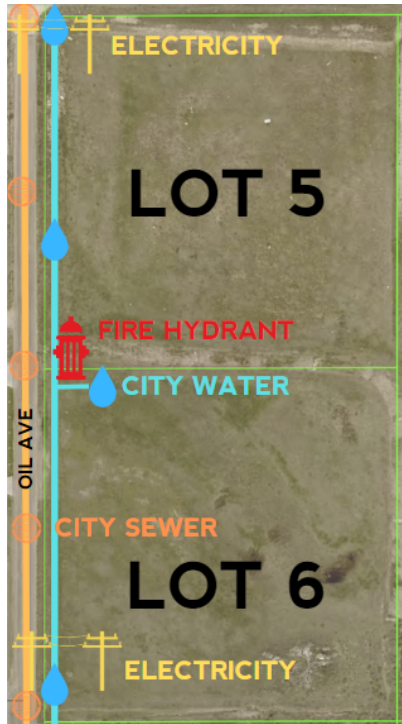 ELECTRICITY
LOT 5
FIRE HYDRANT
CITY WATER
OIL AVE
CITY SEWER
LOT 6
ELECTRICITY